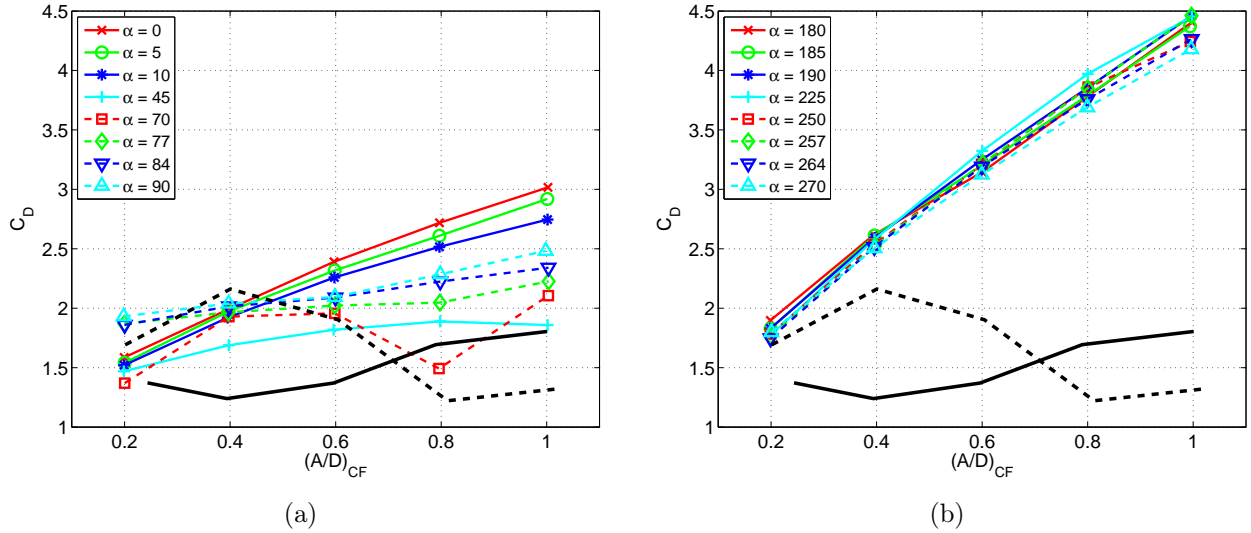 4.5
4
3.5
3
2.5
2
1.5
1
C_D
α = 0
α = 5
α = 10
α = 45
α = 70
α = 77
α = 84
α = 90
0.2 0.4 0.6 0.8 1
(A/D)_CF
(a)
4.5
4
3.5
3
2.5
2
1.5
1
C_D
α = 180
α = 185
α = 190
α = 225
α = 250
α = 257
α = 264
α = 270
0.2 0.4 0.6 0.8 1
(A/D)_CF
(b)